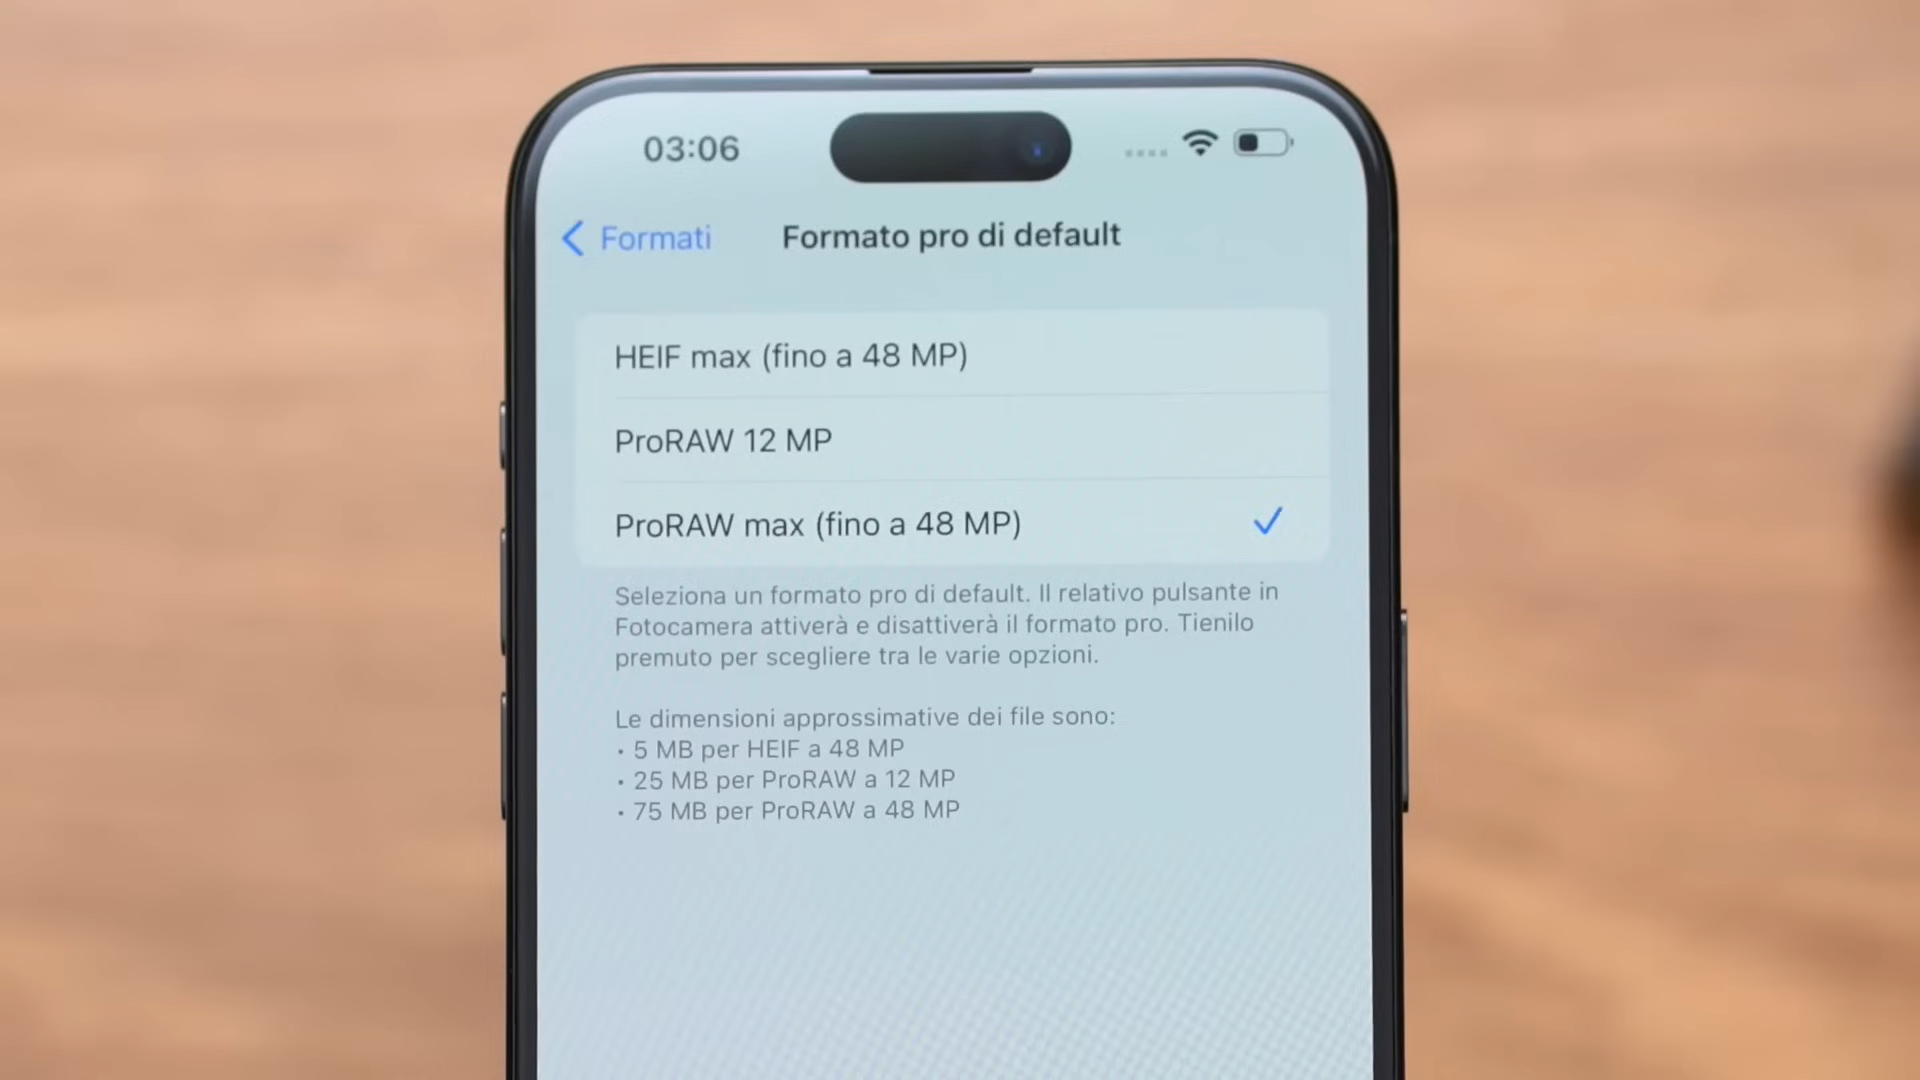 03:06
Formati
Formato pro di default
HEIF max (fino a 48 MP)
ProRAW 12 MP
ProRAW max (fino a 48 MP)
Seleziona un formato pro di default. Il relativo pulsante in
Fotocamera attiverà e disattiverà il formato pro. Tienilo
premuto per scegliere tra le varie opzioni.
Le dimensioni approssimative dei file sono:
• 5 MB per HEIF a 48 MP
• 25 MB per ProRAW a 12 MP
• 75 MB per ProRAW a 48 MP